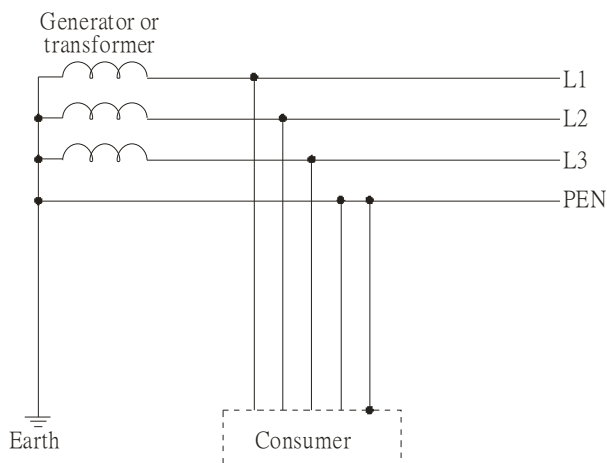 Generator or
transformer
L1
L2
L3
PEN
Earth
Consumer